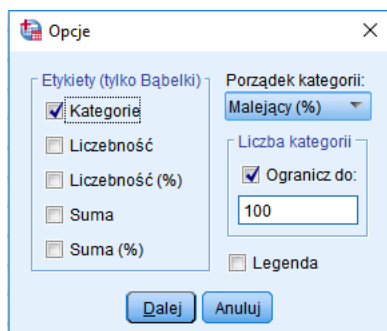 Opcje
Etykiety (tylko Bąbelki)
Kategorie
Liczebność
Liczebność (%)
Suma
Suma (%)
Porządek kategorii:
Malejący (%)
Liczba kategorii
Ogranicz do:
100
Legenda
Dalej
Anuluj